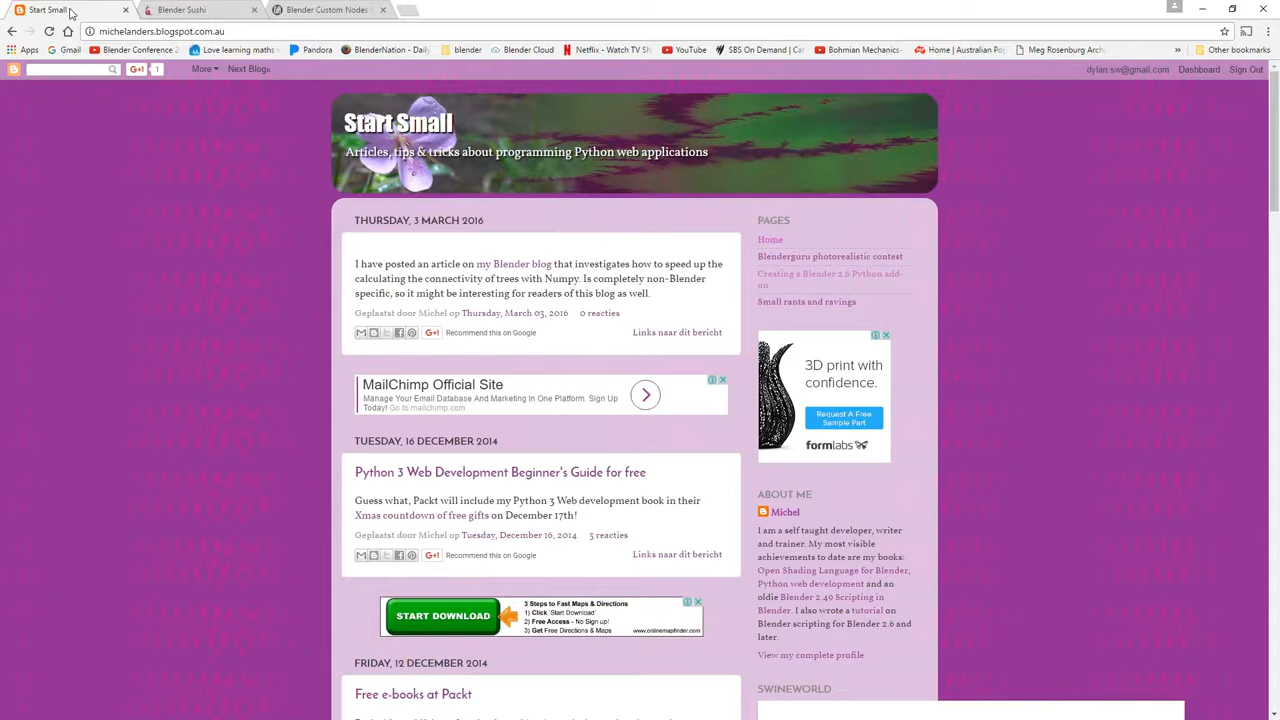 Start Small
Blender Sushi
Blender Custom Nodes
michelanders.blogspot.com.au
Apps Gmail Blender Conference Love learning maths Pandora BlenderNation - Daily blender Blender Cloud Netflix - Watch TV Sh YouTube SBS On Demand | Car Bohmian Mechanics- Home | Australian Po Meg Rosenburg Arc Other bookmarks
G+1 1 More Next Blog» dylan sw@gmail.com Dashboard Sign Out
Start Small
Articles, tips & tricks about programming Python web applications
THURSDAY, 3 MARCH 2016
I have posted an article on my Blender blog that investigates how to speed up the
calculating the connectivity of trees with Numpy. Is completely non-Blender
specific, so it might be interesting for readers of this blog as well.
Geplaatst door Michel op Thursday, March 03, 2016 0 reacties
G+1 Recommend this on Google Links naar dit bericht
MailChimp Official Site
Manage Your Email Database And Marketing In One Platform. Sign Up
Today! Go to mailchimp.com
TUESDAY, 16 DECEMBER 2014
Python 3 Web Development Beginner's Guide for free
Guess what, Packt will include my Python 3 Web development book in their
Xmas countdown of free gifts on December 17th!
Geplaatst door Michel op Tuesday, December 16, 2014 3 reacties
G+1 Recommend this on Google Links naar dit bericht
START DOWNLOAD
3 Steps to Fast Maps & Directions
1) Click 'Start Download'
2) Free Access - No Sign up!
3) Get Free Directions & Maps www.onlinemapfinder.com
FRIDAY, 12 DECEMBER 2014
Free e-books at Packt
PAGES
Home
Blenderguru photorealistic contest
Creating a Blender 2.6 Python add-
on
Small rants and ravings
3D print with
confidence.
Request A Free
Sample Part
formlabs
ABOUT ME
Michel
I am a self taught developer, writer
and trainer. My most visible
achievements to date are my books:
Open Shading Language for Blender,
Python web development and an
oldie Blender 2.49 Scripting in
Blender. I also wrote a tutorial on
Blender scripting for Blender 2.6 and
later.
View my complete profile
SWINEWORLD